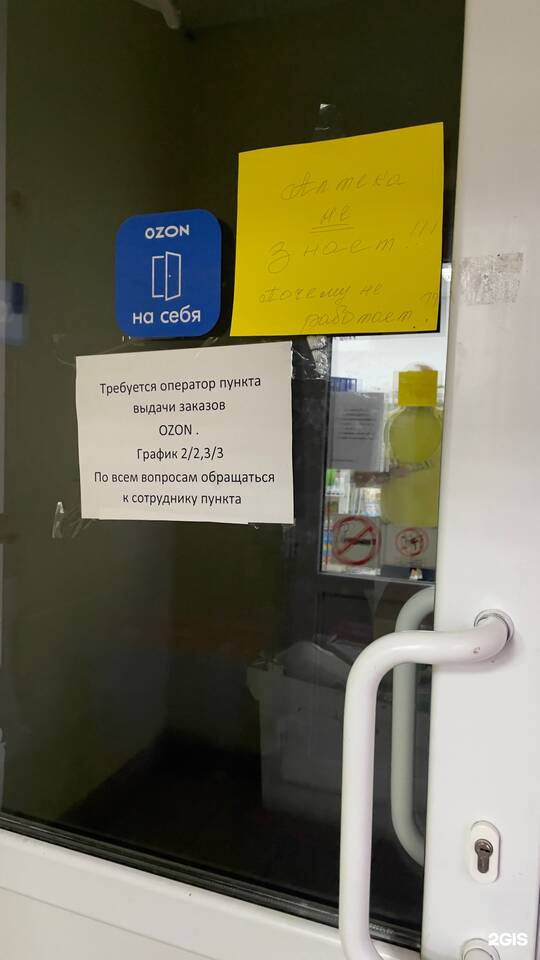 Аптека
не
знает!!!
Почему не
работает!?
OZON
на себя
Требуется оператор пункта
выдачи заказов
OZON .
График 2/2,3/3
По всем вопросам обращаться
к сотруднику пункта
2GIS